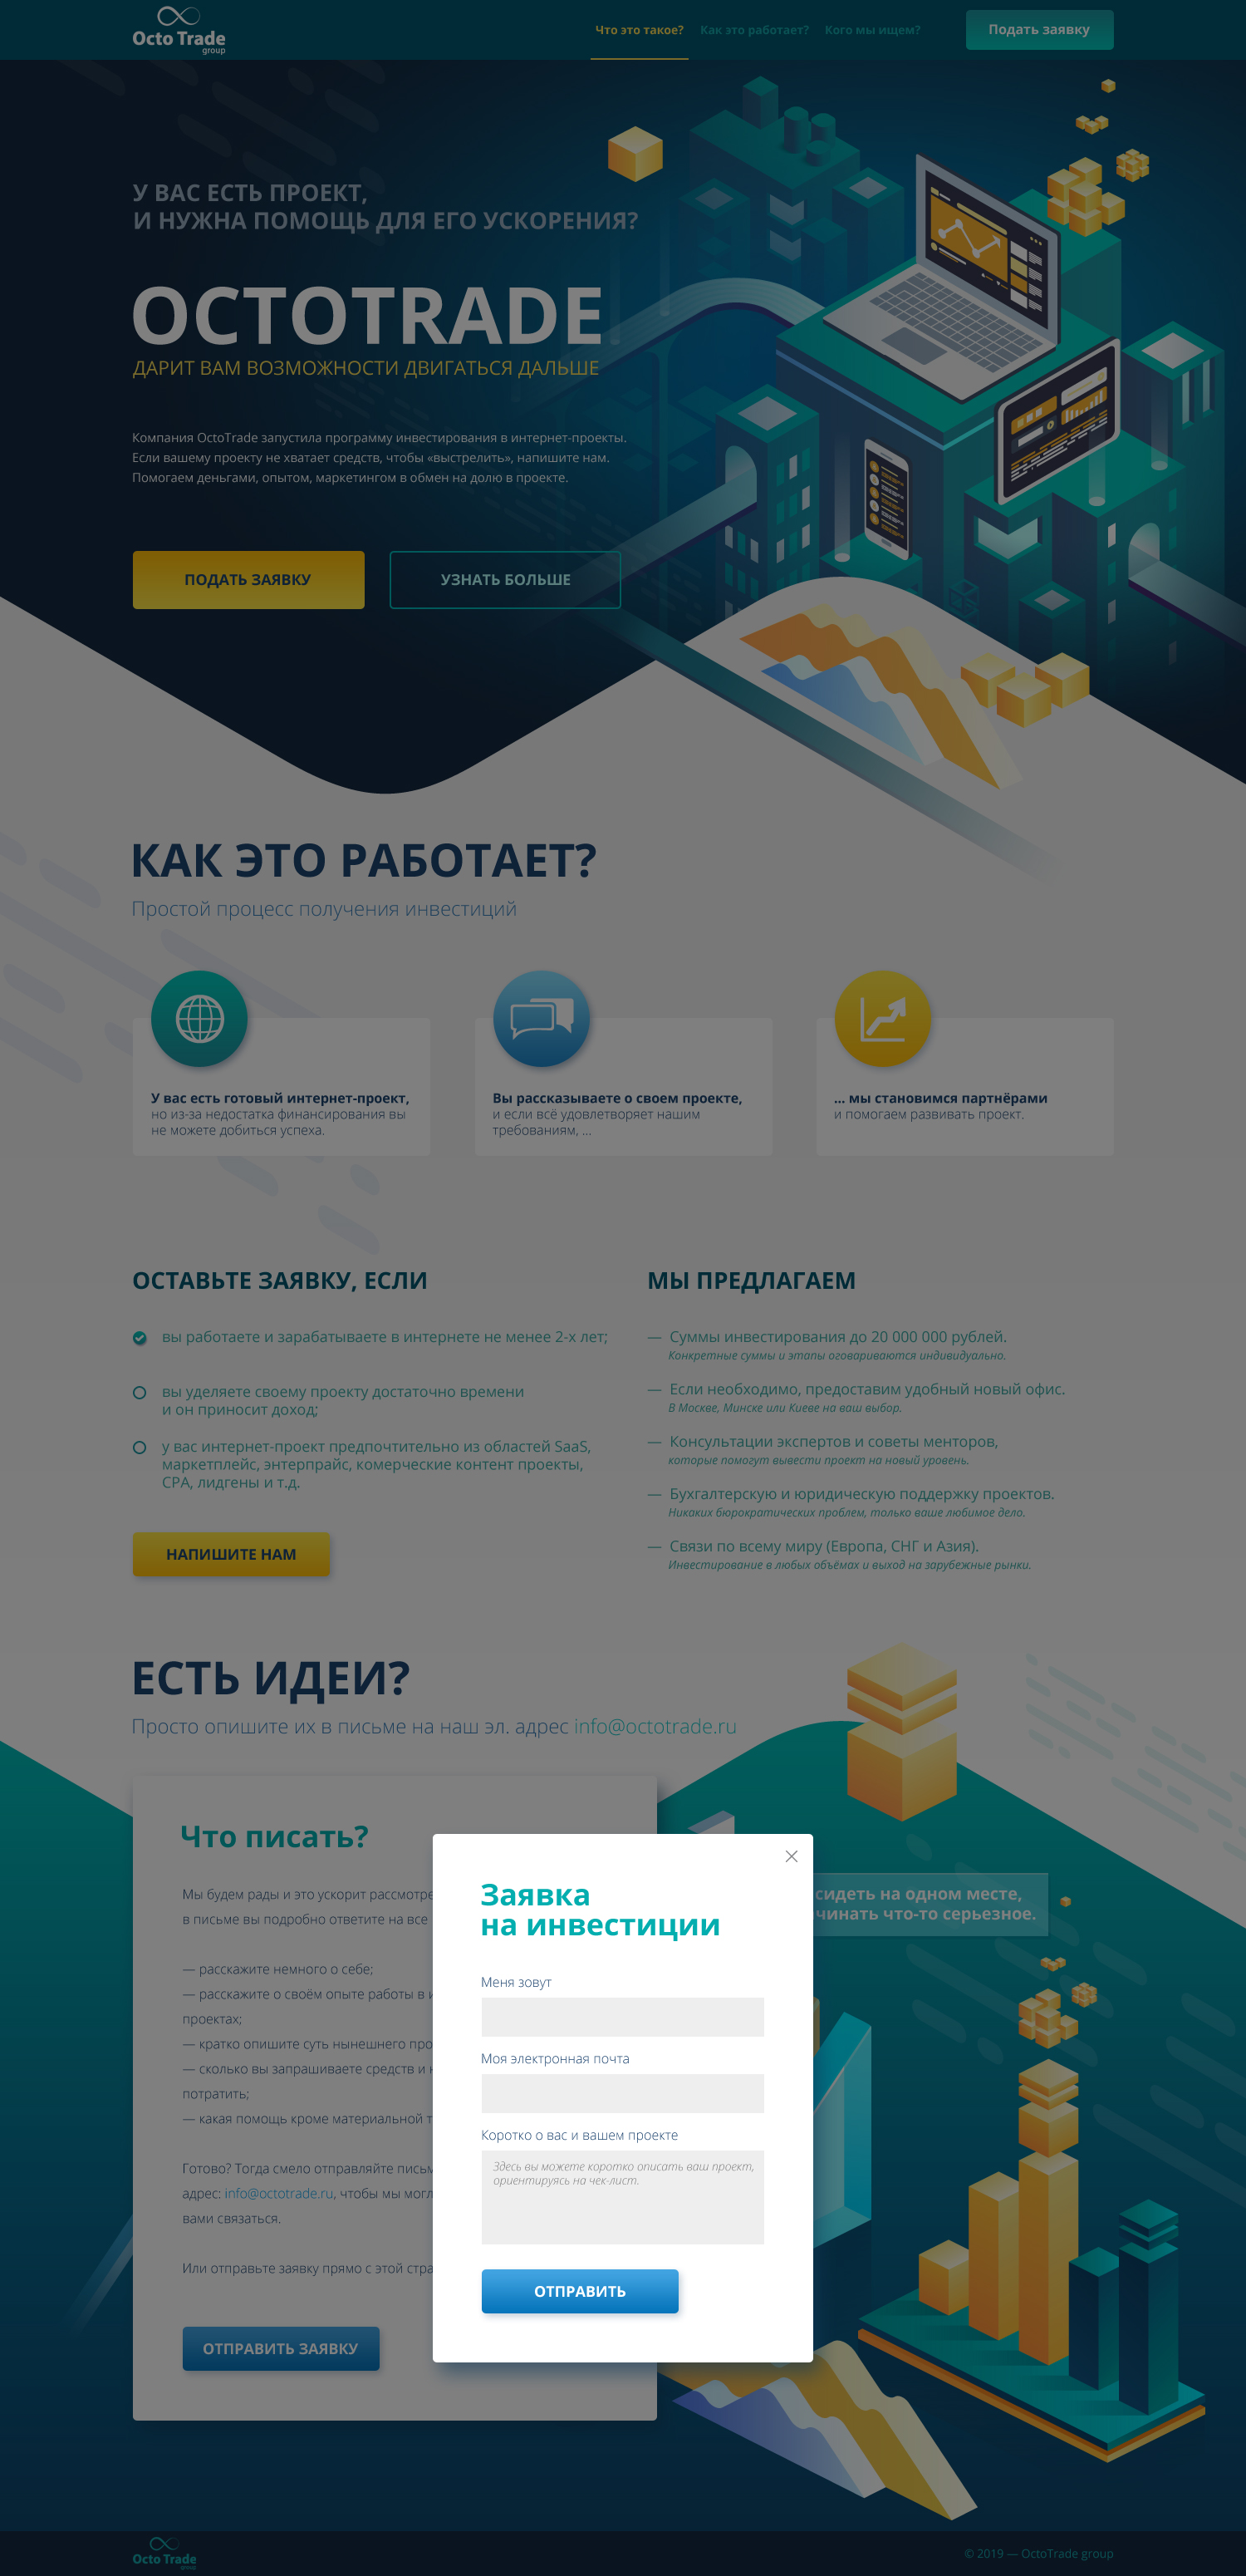 Octo Trade
group
Что это такое?
Как это работает?
Кого мы ищем?
Подать заявку
У ВАС ЕСТЬ ПРОЕКТ,
И НУЖНА ПОМОЩЬ ДЛЯ ЕГО УСКОРЕНИЯ?
OCTOTRADE
ДАРИТ ВАМ ВОЗМОЖНОСТИ ДВИГАТЬСЯ ДАЛЬШЕ
Компания OctoTrade запустила программу инвестирования в интернет-проекты.
Если вашему проекту не хватает средств, чтобы «выстрелить», напишите нам.
Помогаем деньгами, опытом, маркетингом в обмен на долю в проекте.
ПОДАТЬ ЗАЯВКУ
УЗНАТЬ БОЛЬШЕ
КАК ЭТО РАБОТАЕТ?
Простой процесс получения инвестиций
У вас есть готовый интернет-проект,
но из-за недостатка финансирования вы
не можете добиться успеха.
Вы рассказываете о своем проекте,
и если всё удовлетворяет нашим
требованиям, ...
... мы становимся партнёрами
и помогаем развивать проект.
ОСТАВЬТЕ ЗАЯВКУ, ЕСЛИ
вы работаете и зарабатываете в интернете не менее 2-х лет;
вы уделяете своему проекту достаточно времени
и он приносит доход;
у вас интернет-проект предпочтительно из областей SaaS,
маркетплейс, энтерпрайс, комерческие контент проекты,
CPA, лидгены и т.д.
НАПИШИТЕ НАМ
МЫ ПРЕДЛАГАЕМ
— Суммы инвестирования до 20 000 000 рублей.
Конкретные суммы и этапы оговариваются индивидуально.
— Если необходимо, предоставим удобный новый офис.
В Москве, Минске или Киеве на ваш выбор.
— Консультации экспертов и советы менторов,
которые помогут вывести проект на новый уровень.
— Бухгалтерскую и юридическую поддержку проектов.
Никаких бюрократических проблем, только ваше любимое дело.
— Связи по всему миру (Европа, СНГ и Азия).
Инвестирование в любых объёмах и выход на зарубежные рынки.
ЕСТЬ ИДЕИ?
Просто опишите их в письме на наш эл. адрес info@octotrade.ru
Что писать?
Мы будем рады и это ускорит рассмотре
в письме вы подробно ответите на все
— расскажите немного о себе;
— расскажите о своём опыте работы в и
проектах;
— кратко опишите суть нынешнего про
— сколько вы запрашиваете средств и н
потратить;
— какая помощь кроме материальной т
Готово? Тогда смело отправляйте письм
адрес: info@octotrade.ru, чтобы мы могл
вами связаться.
Или отправьте заявку прямо с этой стра
ОТПРАВИТЬ ЗАЯВКУ
сидеть на одном месте,
чинать что-то серьезное.
Заявка
на инвестиции
Меня зовут
Моя электронная почта
Коротко о вас и вашем проекте
Здесь вы можете коротко описать ваш проект,
ориентируясь на чек-лист.
ОТПРАВИТЬ
Octo Trade
group
© 2019 — OctoTrade group